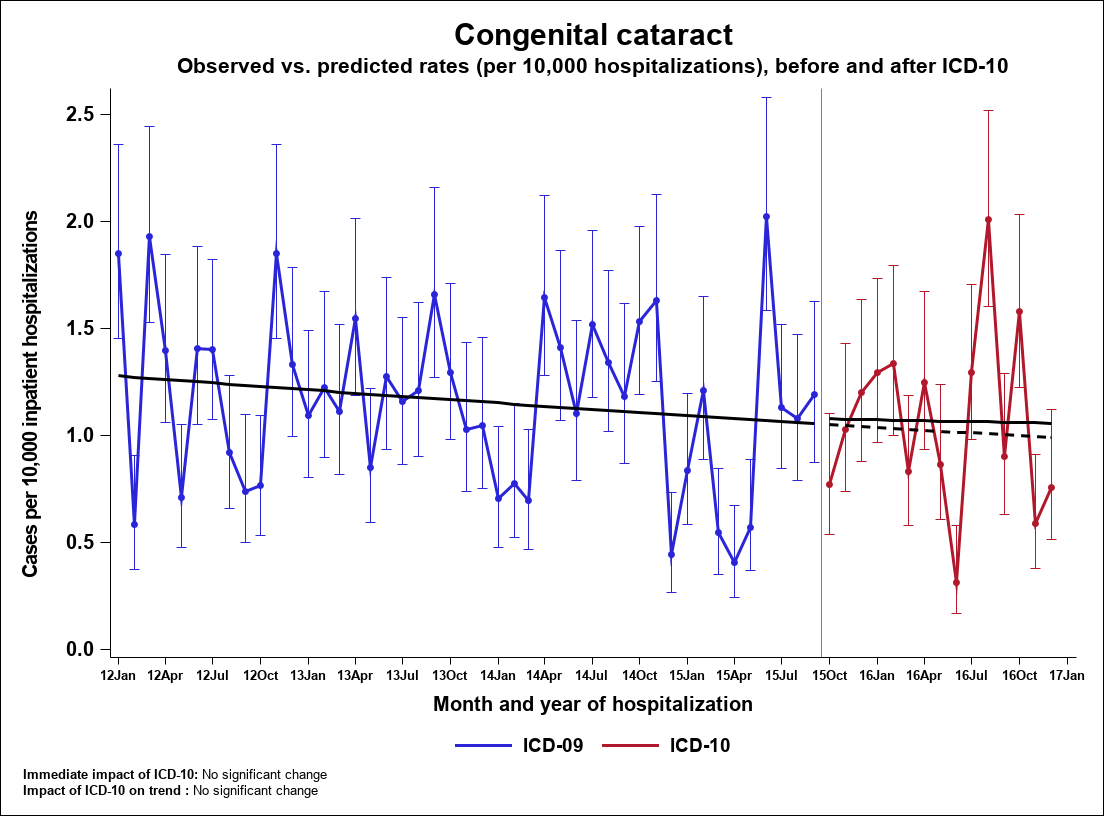 Congenital cataract
Observed vs. predicted rates (per 10,000 hospitalizations), before and after ICD-10
Cases per 10,000 inpatient hospitalizations
2.5
2.0
1.5
1.0
0.5
0.0
12Jan 12Apr 12Jul 12Oct 13Jan 13Apr 13Jul 13Oct 14Jan 14Apr 14Jul 14Oct 15Jan 15Apr 15Jul 15Oct 16Jan 16Apr 16Jul 16Oct 17Jan
Month and year of hospitalization
ICD-09 ICD-10
Immediate impact of ICD-10: No significant change
Impact of ICD-10 on trend : No significant change